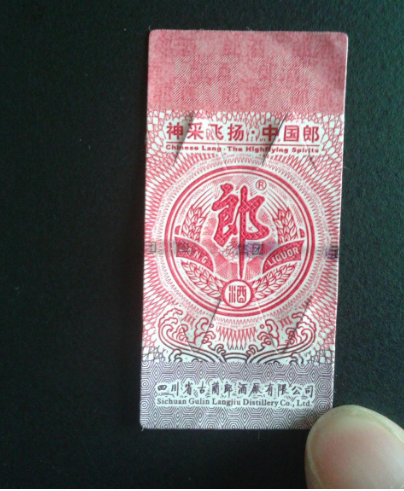 神采飞扬·中国郎
Chinese Lang · The Highflying Spirits
郎®
LANG LIQUOR
酒
四川省古蔺郎酒厂有限公司
Sichuan Gulin Langjiu Distillery Co., Ltd.